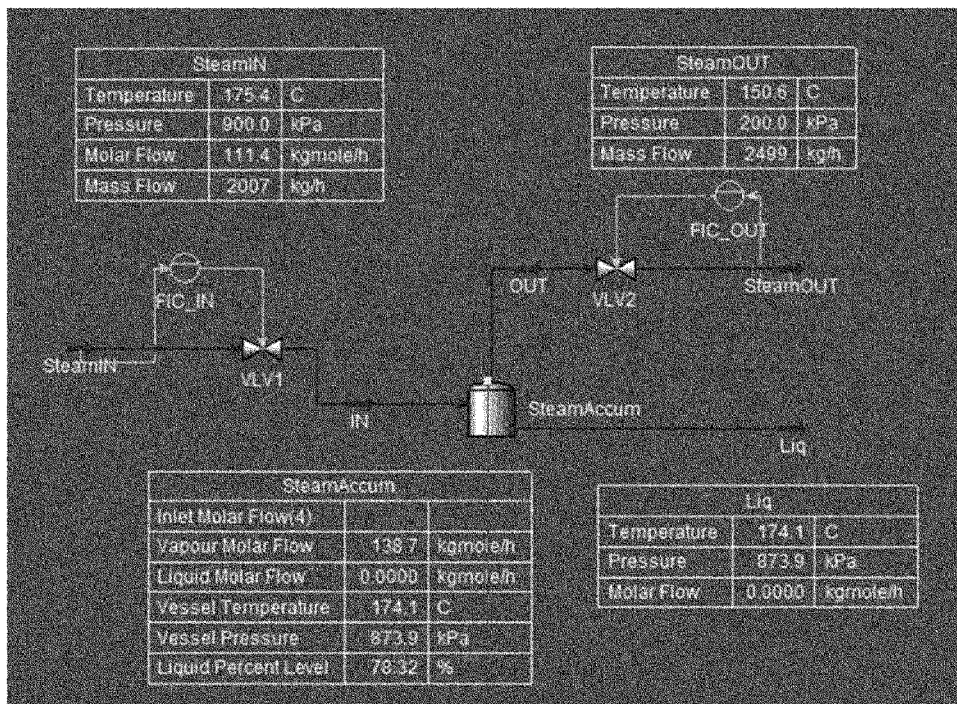 SteamIN
Temperature 175.4 C
Pressure 900.0 kPa
Molar Flow 111.4 kgmole/h
Mass Flow 2007 kg/h
SteamOUT
Temperature 150.6 C
Pressure 200.0 kPa
Mass Flow 2499 kg/h
FIC_OUT
OUT
VLV2
SteamOUT
FIC_IN
SteamIN
VLV1
IN
SteamAccum
Liq
SteamAccum
Inlet Molar Flow(4)
Vapour Molar Flow 138.7 kgmole/h
Liquid Molar Flow 0.0000 kgmole/h
Vessel Temperature 174.1 C
Vessel Pressure 873.9 kPa
Liquid Percent Level 78.32 %
Liq
Temperature 174.1 C
Pressure 873.9 kPa
Molar Flow 0.0000 kgmole/h